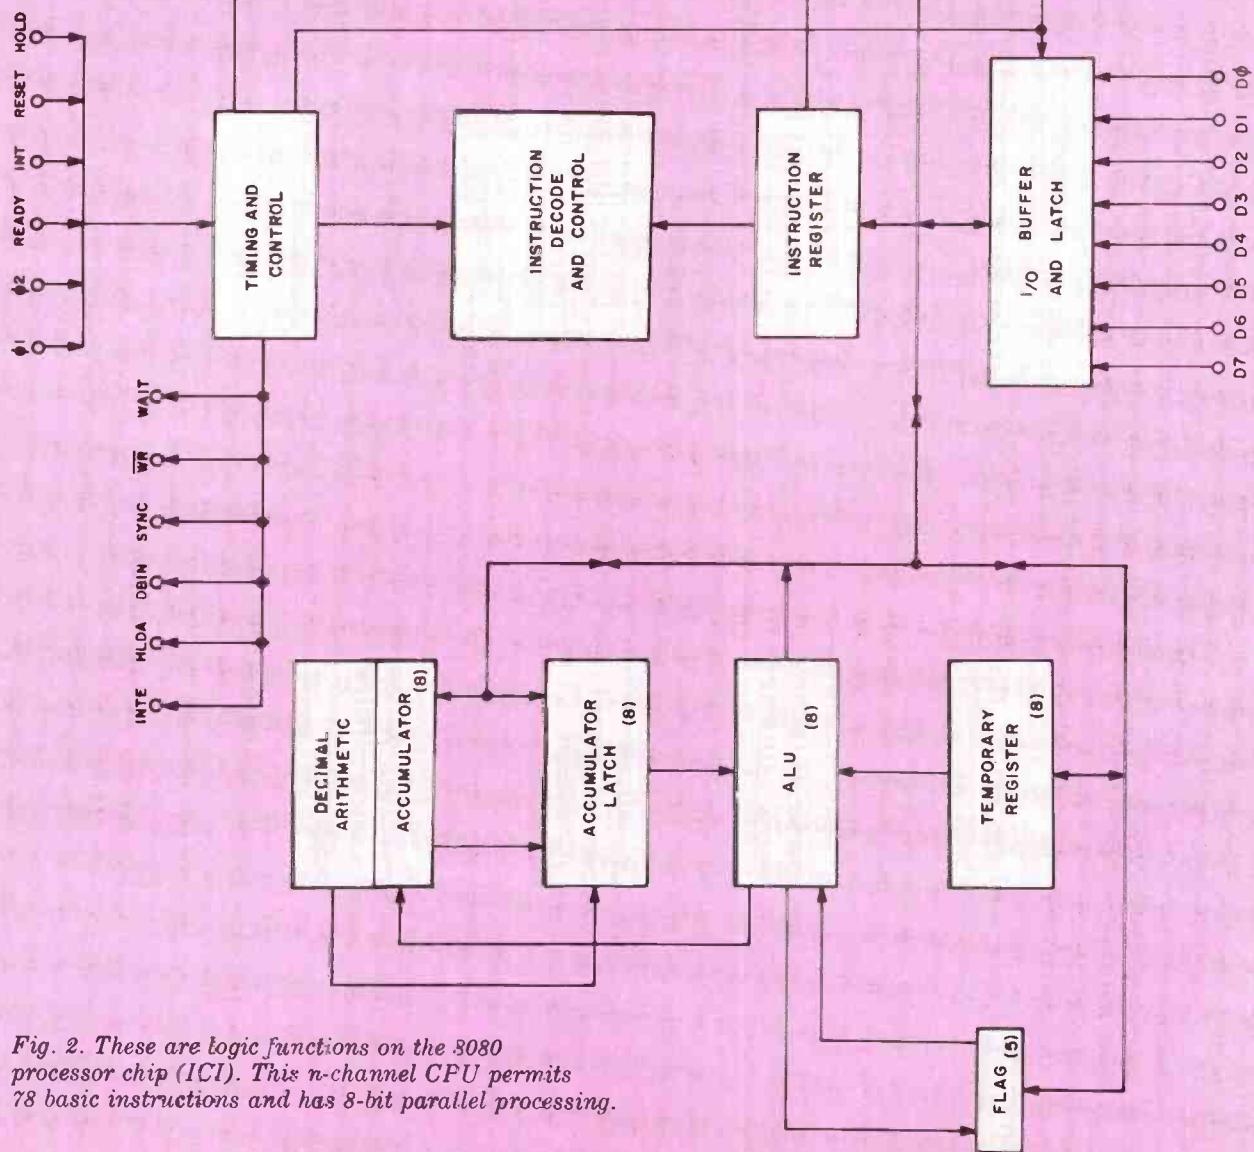 HOLD
RESET
INT
READY
ϕ2
ϕ1
TIMING AND
CONTROL
INSTRUCTION
DECODE
AND CONTROL
INSTRUCTION
REGISTER
I/O BUFFER
AND LATCH
Dϕ
D1
D2
D3
D4
D5
D6
D7
WAIT
W̅R̅
SYNC
DBIN
HLDA
INTE
DECIMAL
ARITHMETIC
ACCUMULATOR
(8)
ACCUMULATOR
LATCH
(8)
ALU
(8)
TEMPORARY
REGISTER
(8)
FLAG (5)
Fig. 2. These are logic functions on the 8080
processor chip (IC1). This n-channel CPU permits
78 basic instructions and has 8-bit parallel processing.